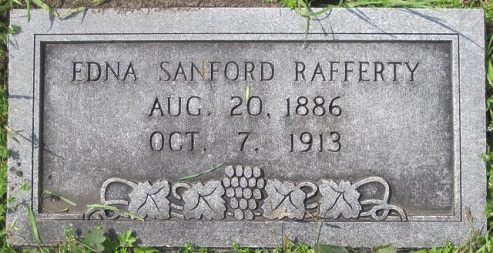 EDNA SANFORD RAFFERTY
AUG. 20, 1886
OCT. 7, 1913